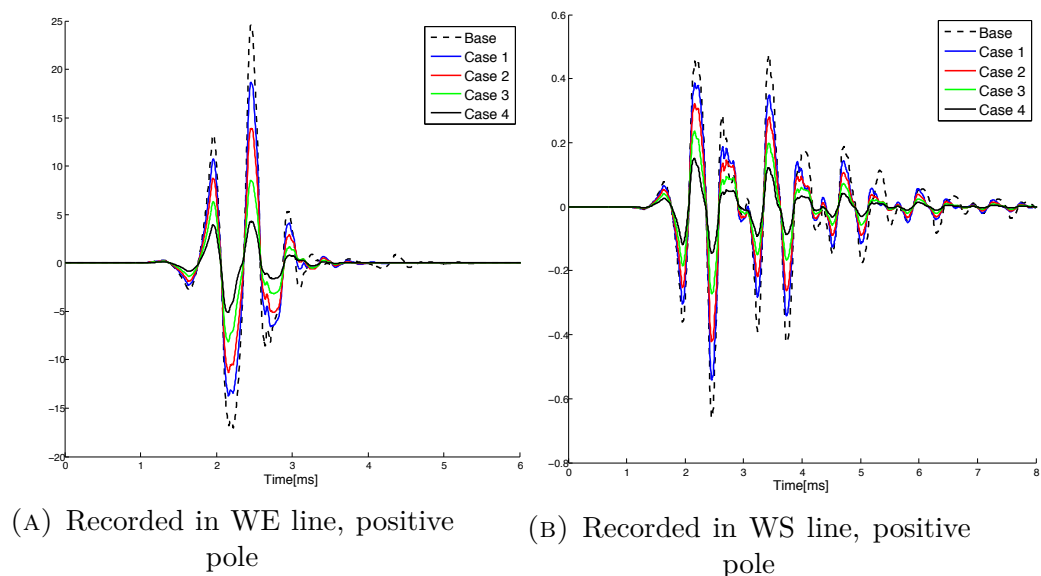 25
20
15
10
5
0
−5
−10
−15
−20
0 1 2 3 4 5 6
Time[ms]
Base
Case 1
Case 2
Case 3
Case 4
(A) Recorded in WE line, positive
pole
0.6
0.4
0.2
0
−0.2
−0.4
−0.6
−0.8
0 1 2 3 4 5 6 7 8
Time[ms]
Base
Case 1
Case 2
Case 3
Case 4
(B) Recorded in WS line, positive
pole